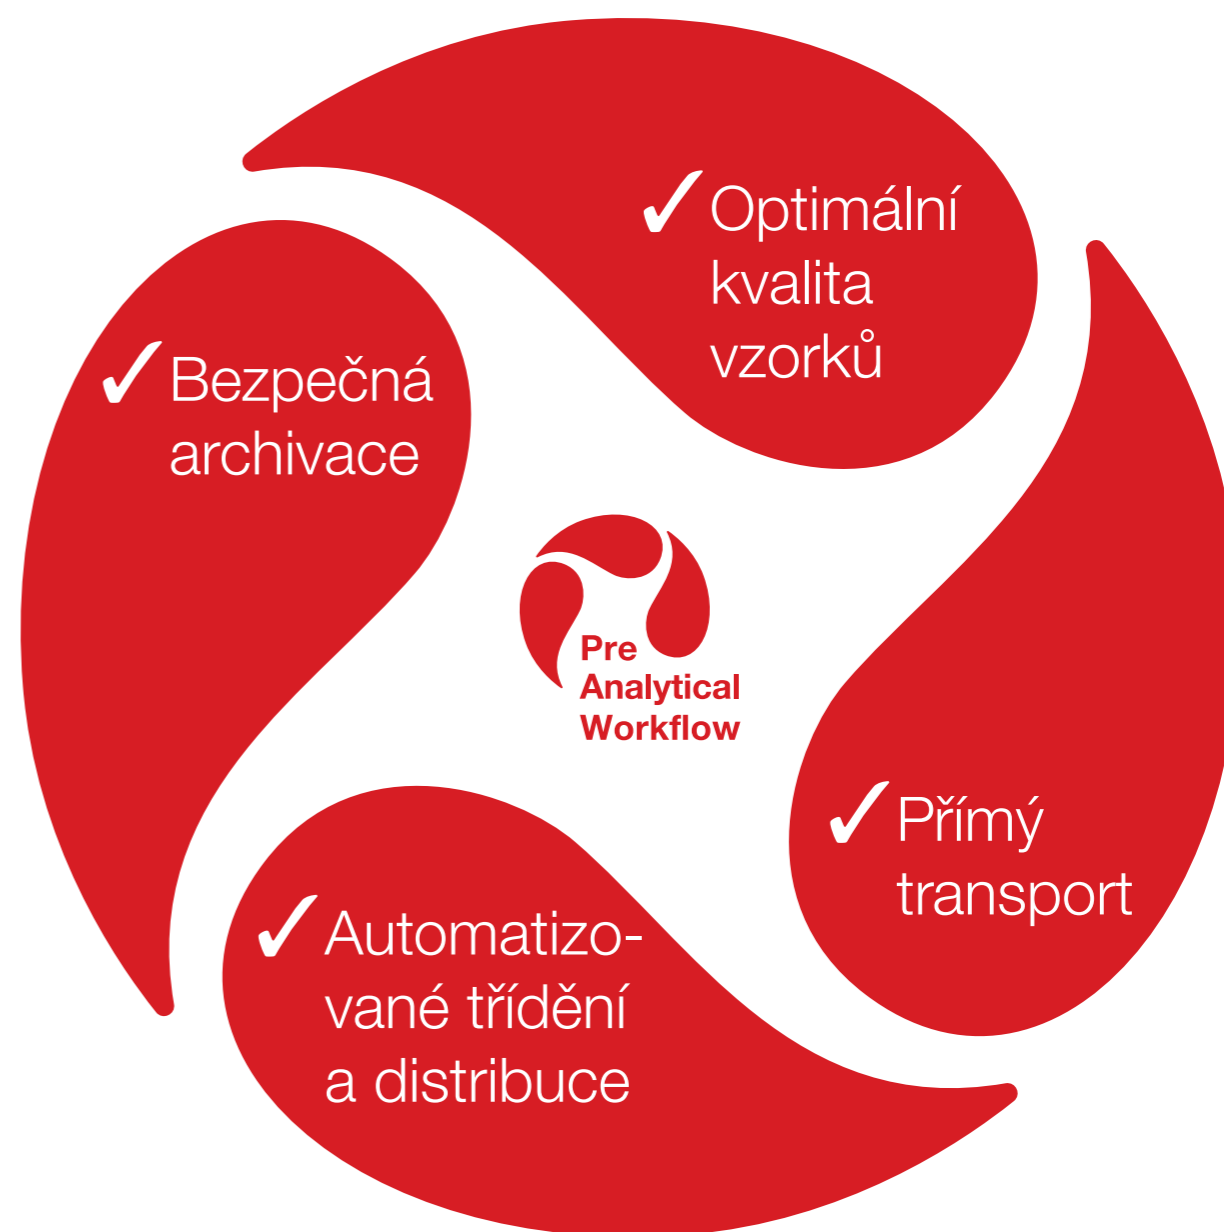 ✓ Optimální
kvalita
vzorků
✓ Bezpečná
archivace
Pre
Analytical
Workflow
✓ Přímý
transport
✓ Automatizo-
vané třídění
a distribuce